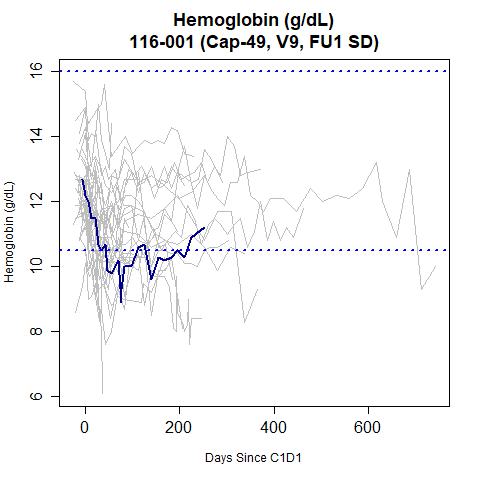 Hemoglobin (g/dL)
116-001 (Cap-49, V9, FU1 SD)
Hemoglobin (g/dL)
16
14
12
10
8
6
0
200
400
600
Days Since C1D1